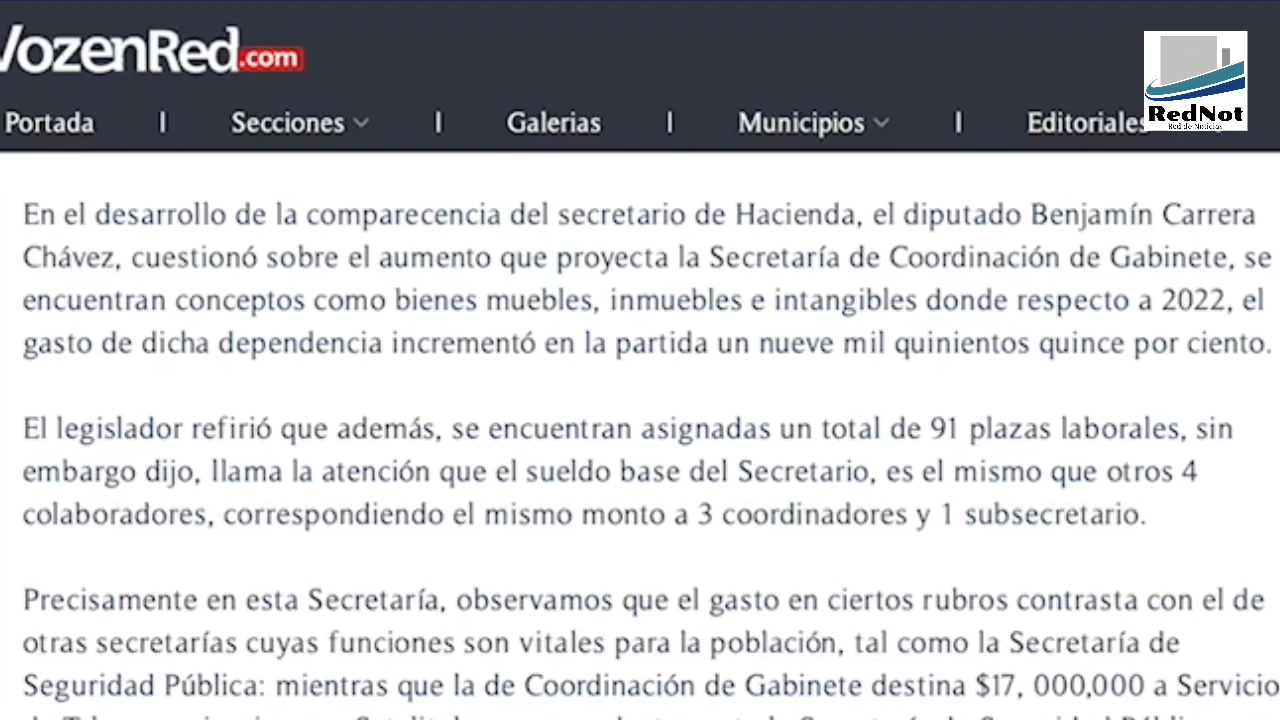 VozenRed.com
RedNot
Red de Noticias
Portada | Secciones | Galerias | Municipios | Editoriales
En el desarrollo de la comparecencia del secretario de Hacienda, el diputado Benjamín Carrera
Chávez, cuestionó sobre el aumento que proyecta la Secretaría de Coordinación de Gabinete, se
encuentran conceptos como bienes muebles, inmuebles e intangibles donde respecto a 2022, el
gasto de dicha dependencia incrementó en la partida un nueve mil quinientos quince por ciento.
El legislador refirió que además, se encuentran asignadas un total de 91 plazas laborales, sin
embargo dijo, llama la atención que el sueldo base del Secretario, es el mismo que otros 4
colaboradores, correspondiendo el mismo monto a 3 coordinadores y 1 subsecretario.
Precisamente en esta Secretaría, observamos que el gasto en ciertos rubros contrasta con el de
otras secretarías cuyas funciones son vitales para la población, tal como la Secretaría de
Seguridad Pública: mientras que la de Coordinación de Gabinete destina $17, 000,000 a Servicio